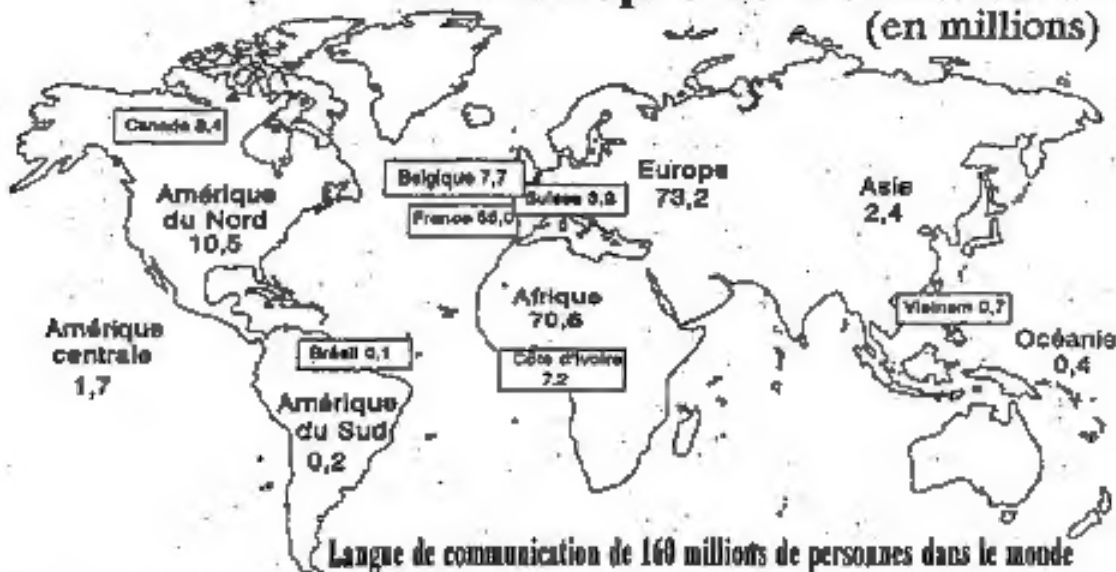 (en millions)
Canada 8,4
Amérique
du Nord
10,5
Belgique 7,7
Suisse
France
Europe
73,2
Asie
2,4
Afrique
70,6
Vietnam 0,7
Amérique
centrale
1,7
Brésil 0,1
Côte d'Ivoire
7,2
Océanie
0,4
Amérique
du Sud
0,2
Langue de communication de 160 millions de personnes dans le monde